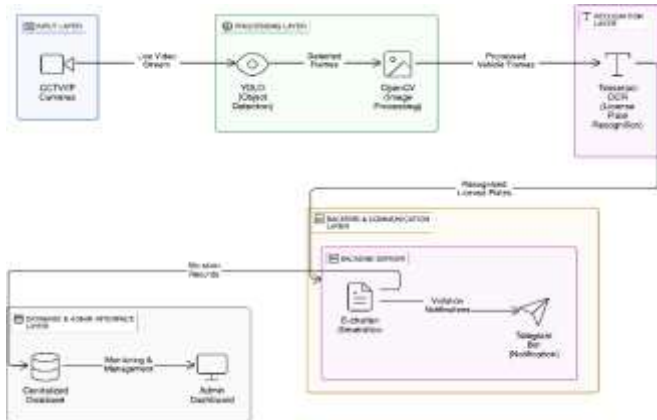 INPUT LAYER
CCTV/IP
Cameras
Live Video
Stream
PROCESSING LAYER
YOLO
(Object
Detection)
Detected
Frames
OpenCV
(Image
Processing)
Processed
Vehicle Frames
RECOGNITION
LAYER
Tesseract
OCR
(License
Plate
Recognition)
Recognized
License Plates
BACKEND & COMMUNICATION
LAYER
BACKEND SERVER
E-challan
Generation
Violation
Notifications
Telegram
Bot
(Notification)
Violation
Records
DATABASE & ADMIN INTERFACE
LAYER
Centralized
Database
Monitoring &
Management
Admin
Dashboard